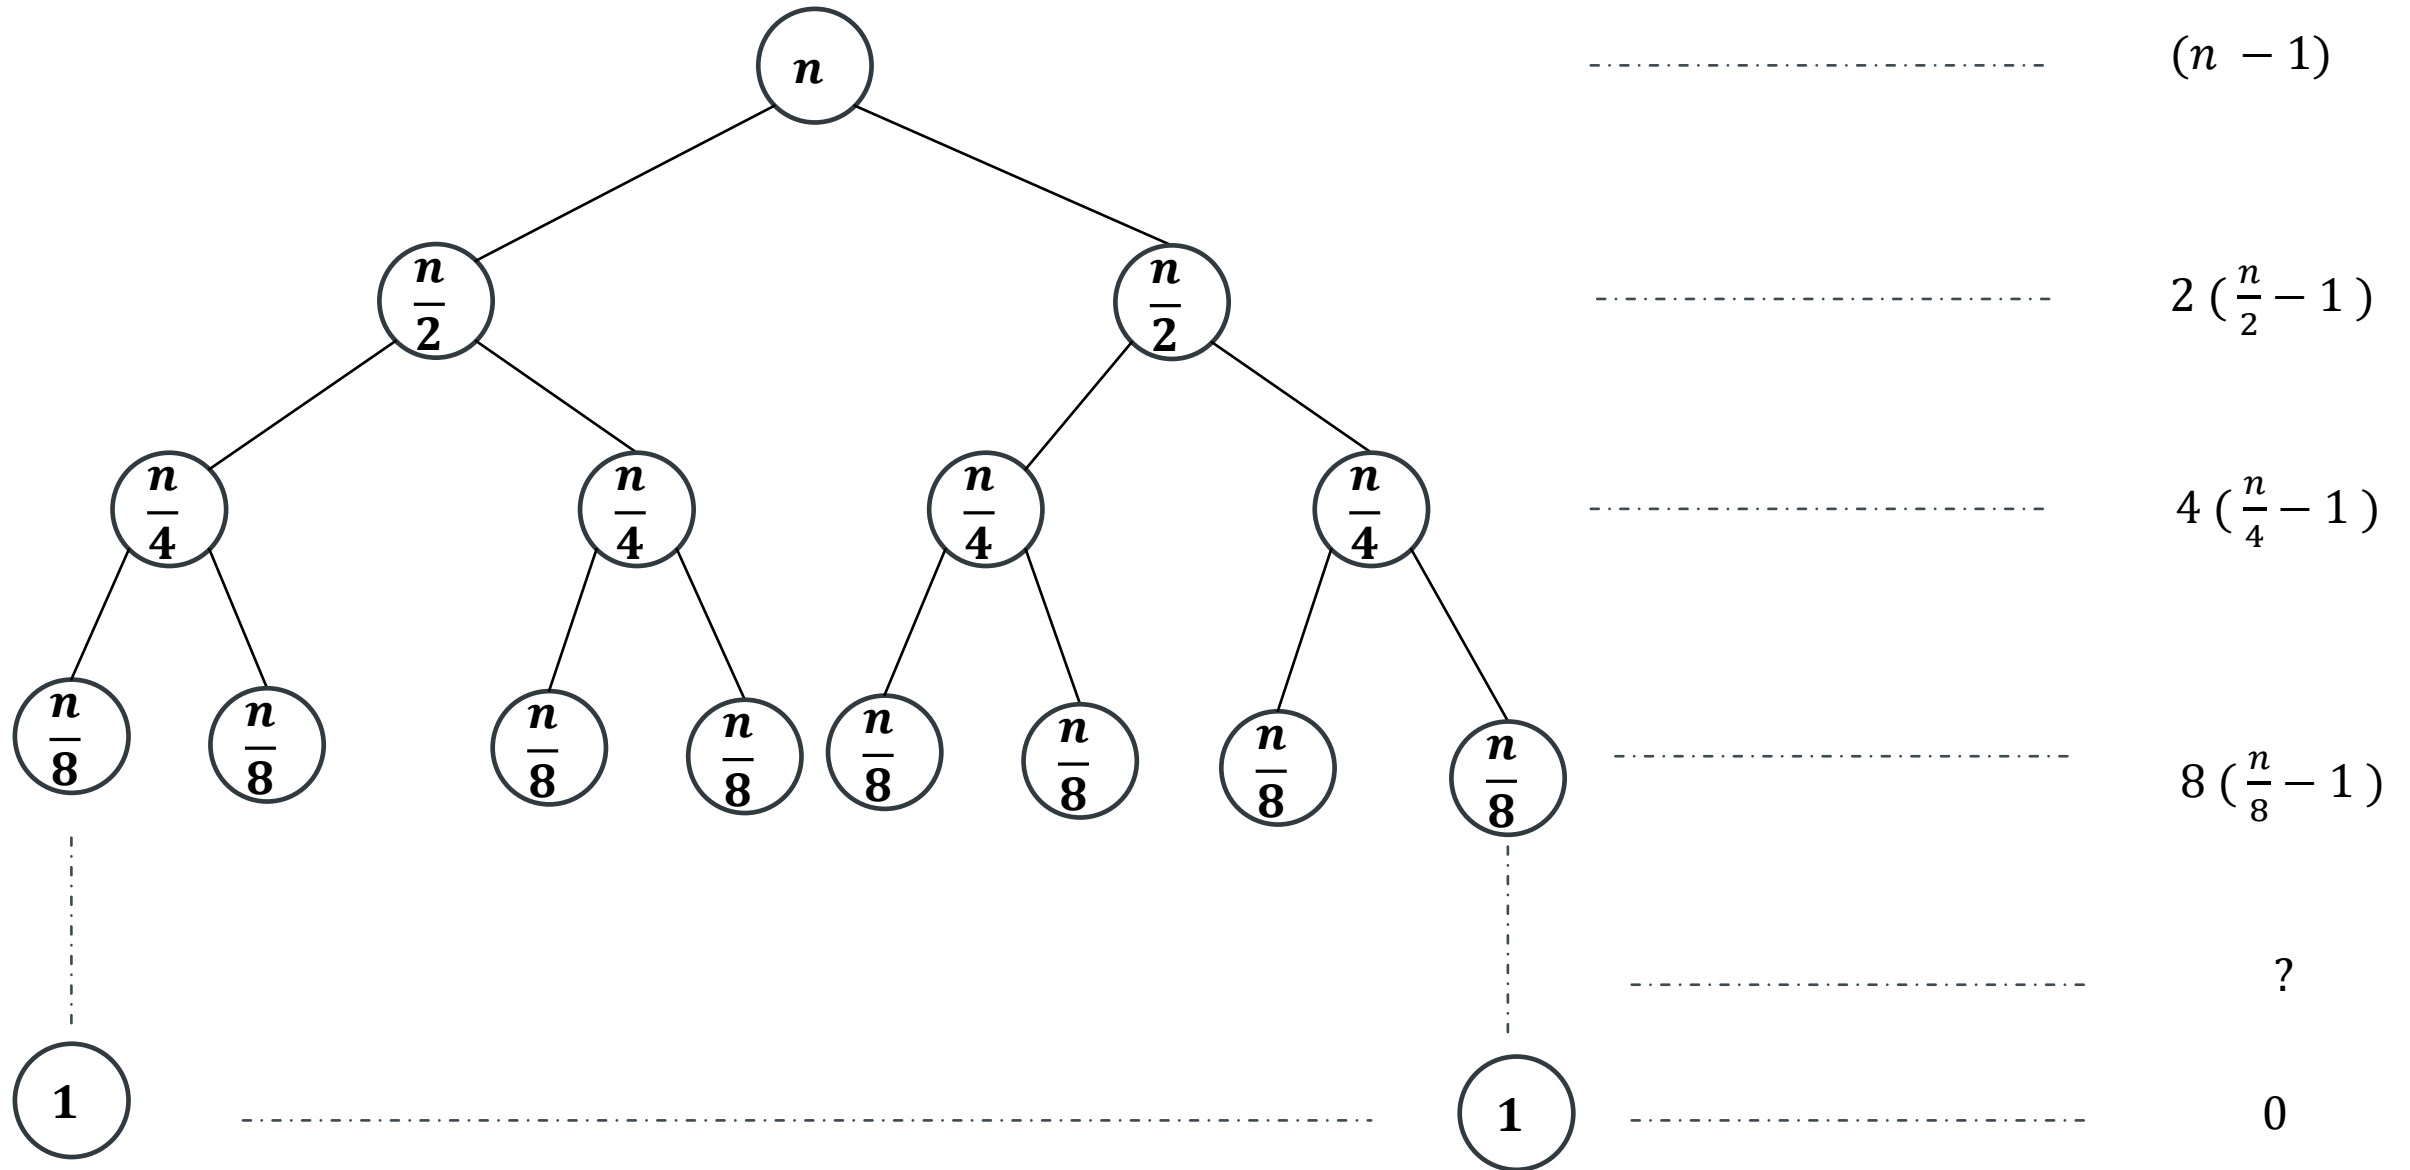 n (n − 1)
n/2 n/2 2 ( n/2 − 1 )
n/4 n/4 n/4 n/4 4 ( n/4 − 1 )
n/8 n/8 n/8 n/8 n/8 n/8 n/8 n/8 8 ( n/8 − 1 )
?
1 1 0